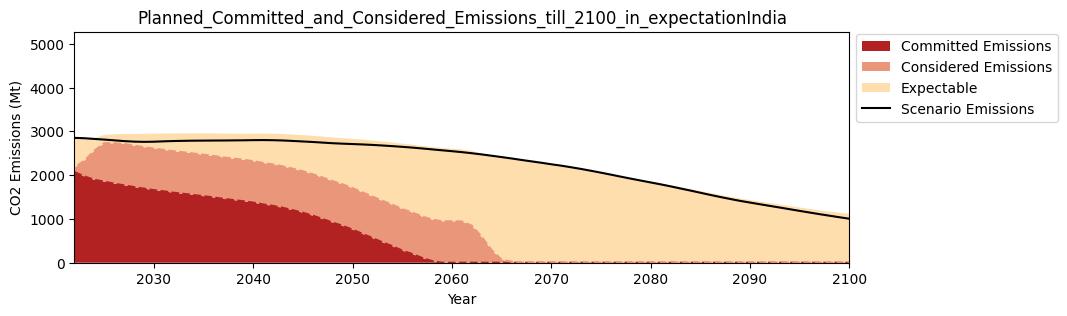 Planned_Committed_and_Considered_Emissions_till_2100_in_expectationIndia
5000
4000
3000
2000
1000
0
CO2 Emissions (Mt)
2030 2040 2050 2060 2070 2080 2090 2100
Year
Committed Emissions
Considered Emissions
Expectable
Scenario Emissions